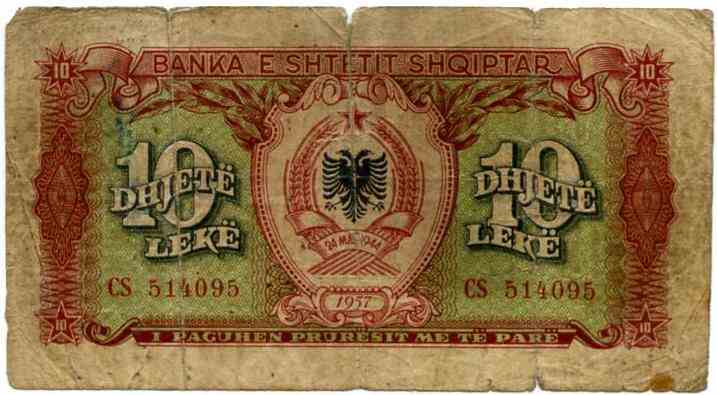 10 BANKA E SHTETIT SHQIPTAR 10
10 DHJETË LEKË
10 DHJETË LEKË
24 MAJ 1944
CS 514095
CS 514095
1957
10 I PAGUHEN PRURËSIT ME TË PARË 10